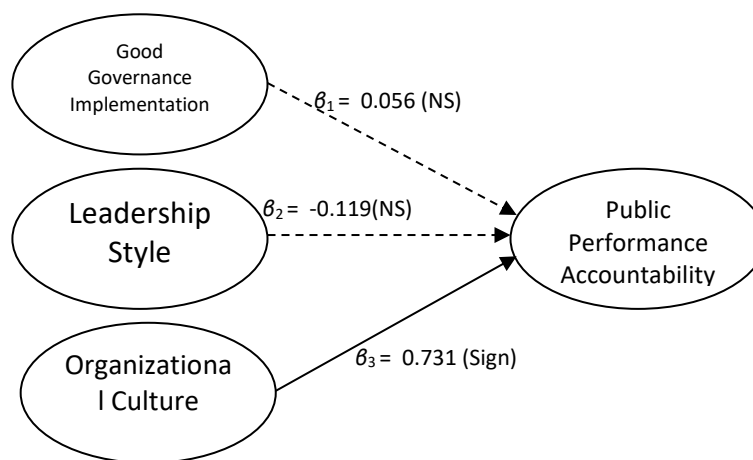 Good
Governance
Implementation
β₁ = 0.056 (NS)
Leadership
Style
β₂ = -0.119(NS)
Public
Performance
Accountability
Organizationa
l Culture
β₃ = 0.731 (Sign)